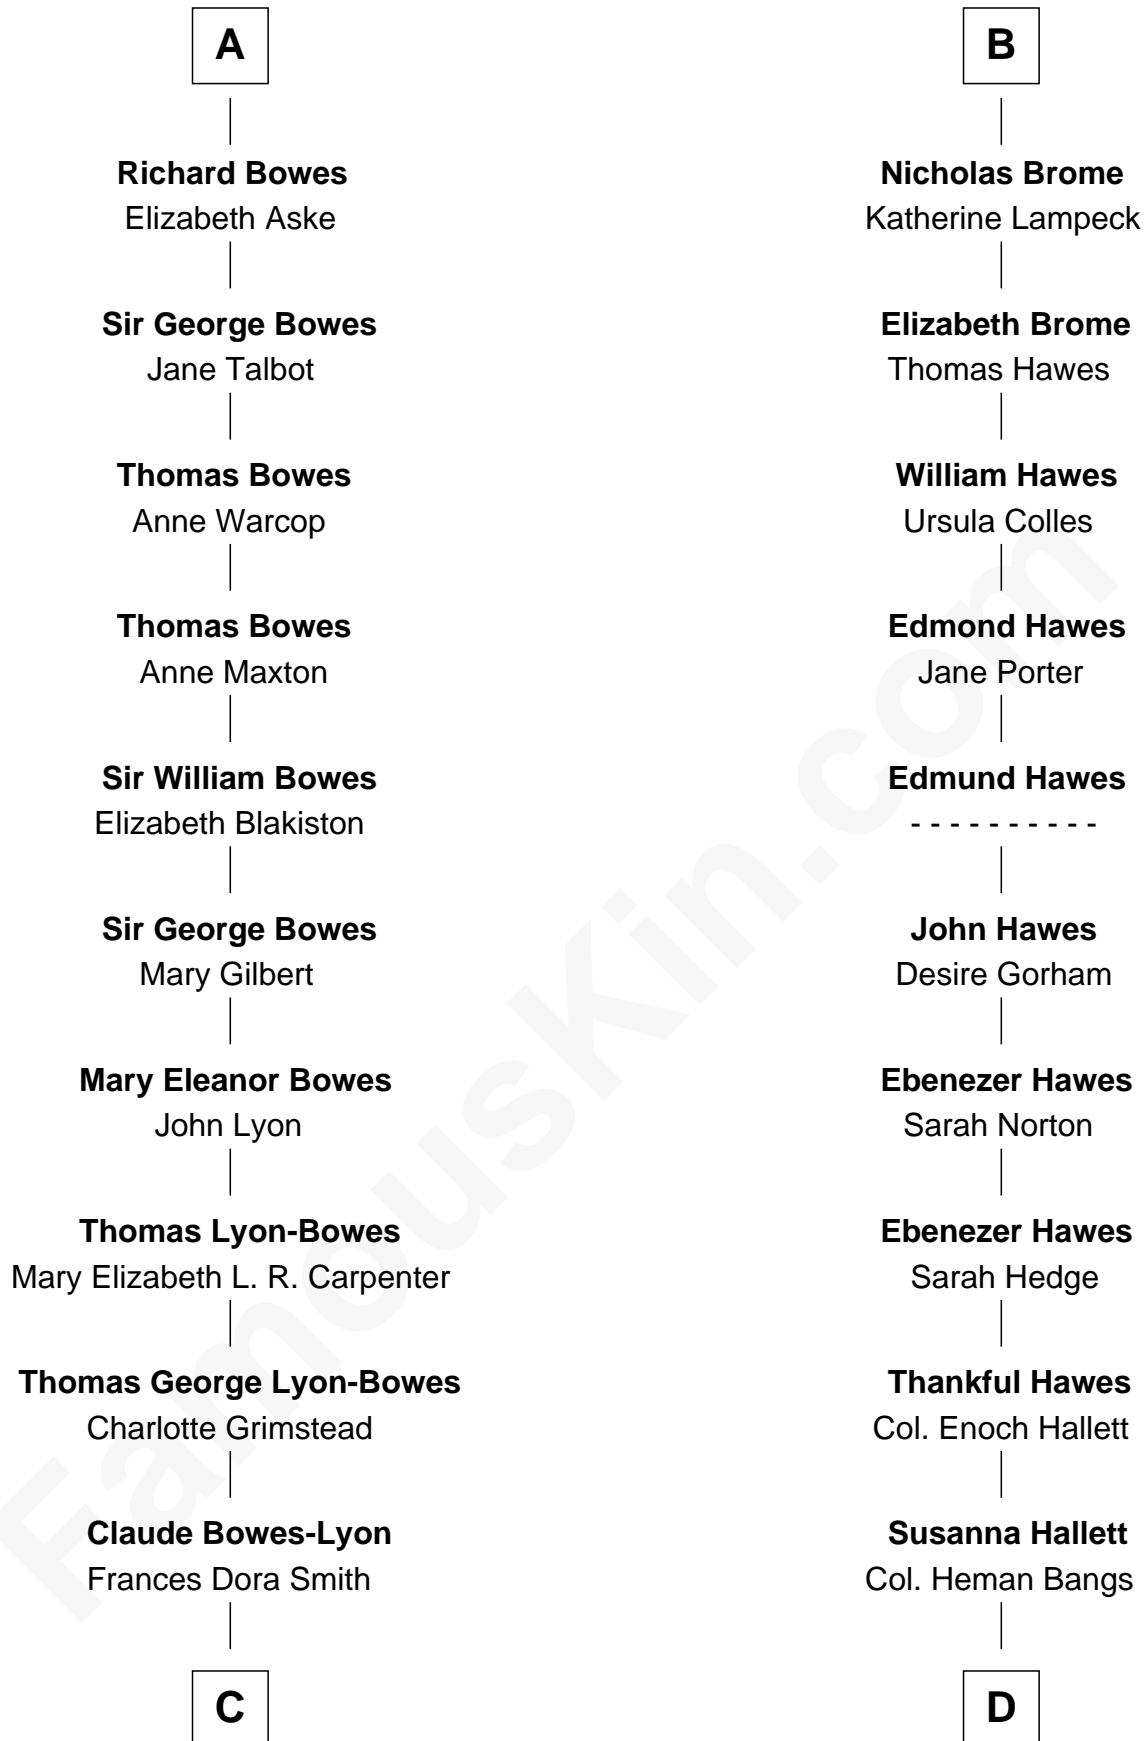 A
Richard Bowes
Elizabeth Aske
Sir George Bowes
Jane Talbot
Thomas Bowes
Anne Warcop
Thomas Bowes
Anne Maxton
Sir William Bowes
Elizabeth Blakiston
Sir George Bowes
Mary Gilbert
Mary Eleanor Bowes
John Lyon
Thomas Lyon-Bowes
Mary Elizabeth L. R. Carpenter
Thomas George Lyon-Bowes
Charlotte Grimstead
Claude Bowes-Lyon
Frances Dora Smith
C
B
Nicholas Brome
Katherine Lampeck
Elizabeth Brome
Thomas Hawes
William Hawes
Ursula Colles
Edmond Hawes
Jane Porter
Edmund Hawes
- - - - - - - - - -
John Hawes
Desire Gorham
Ebenezer Hawes
Sarah Norton
Ebenezer Hawes
Sarah Hedge
Thankful Hawes
Col. Enoch Hallett
Susanna Hallett
Col. Heman Bangs
D
FamousKin.com